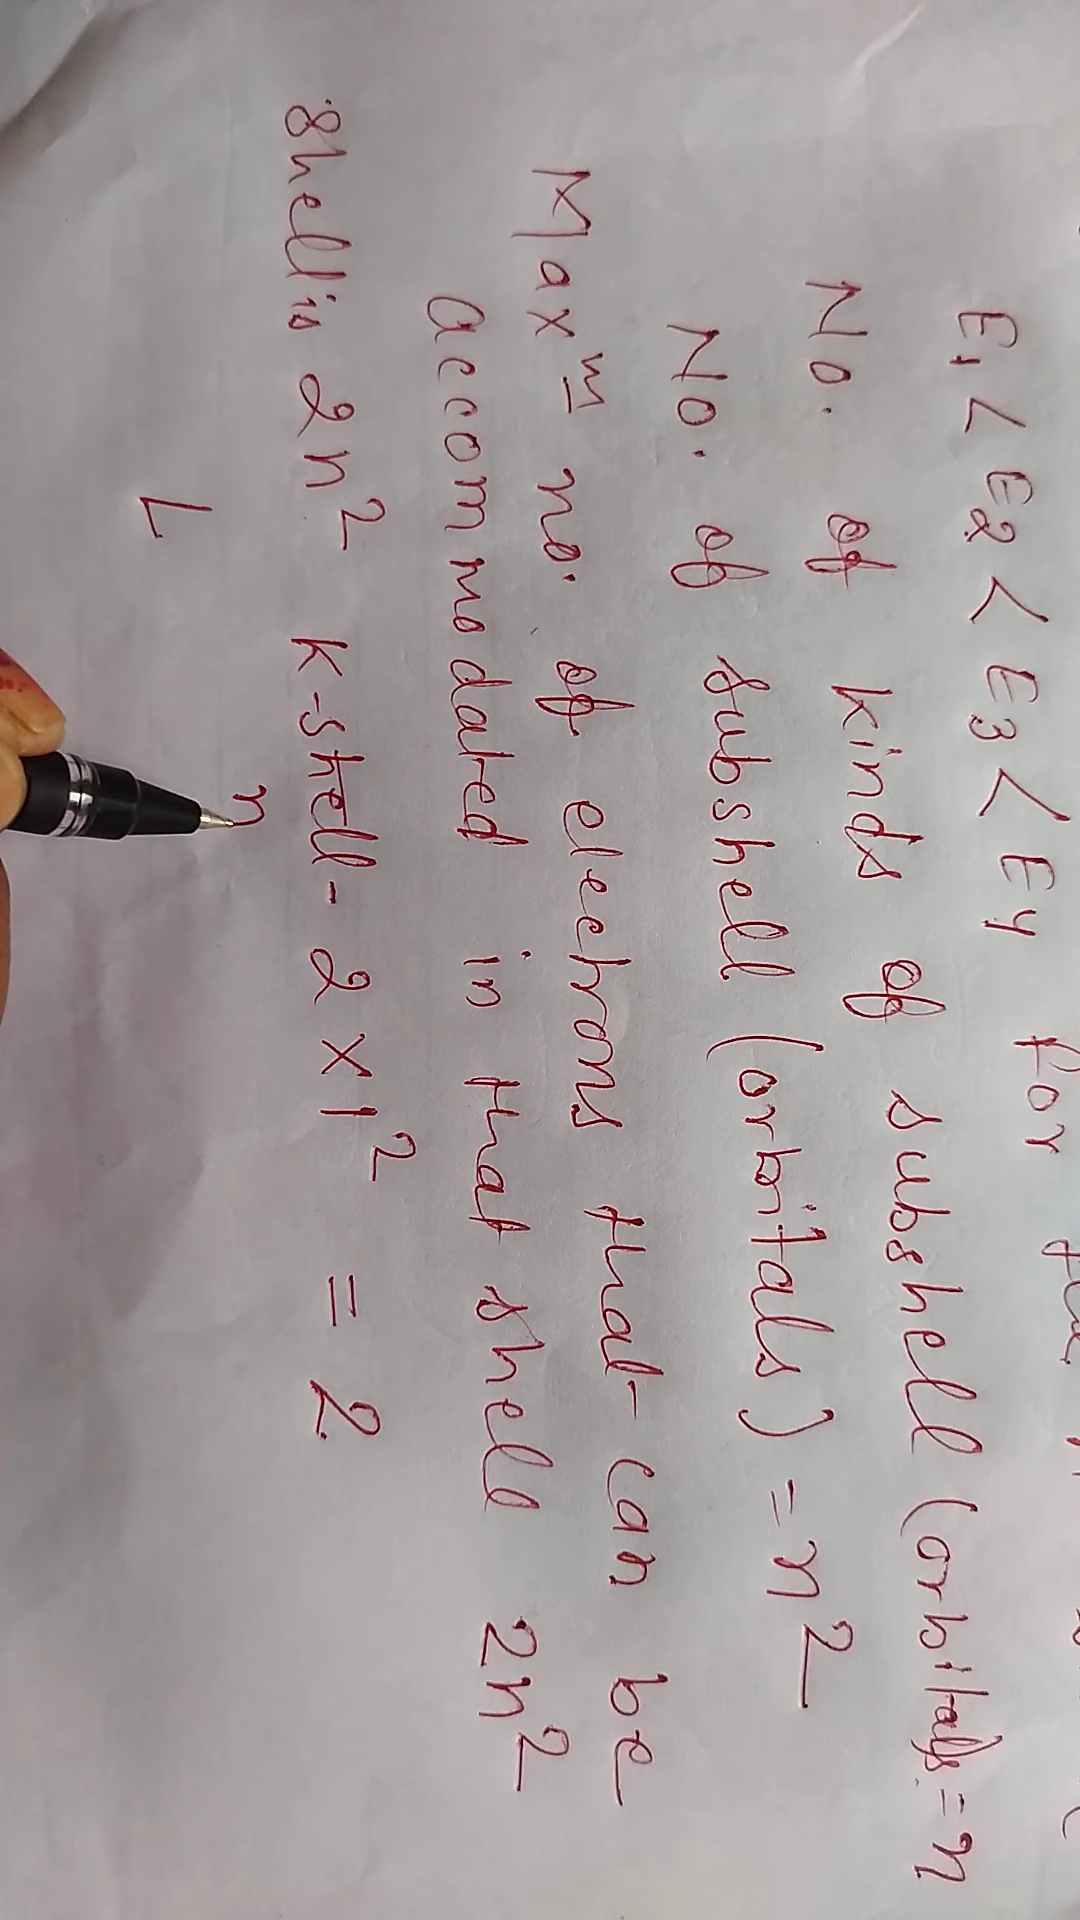 E1 < E2 < E3 < E4 for
No. of kinds of subshell (orbitals = n
No. of subshell (orbitals) = n²
Maxᵐ no. of electrons that can be
accommodated in that shell 2n²
shell is 2n² K-shell - 2 × 1² = 2
n
L